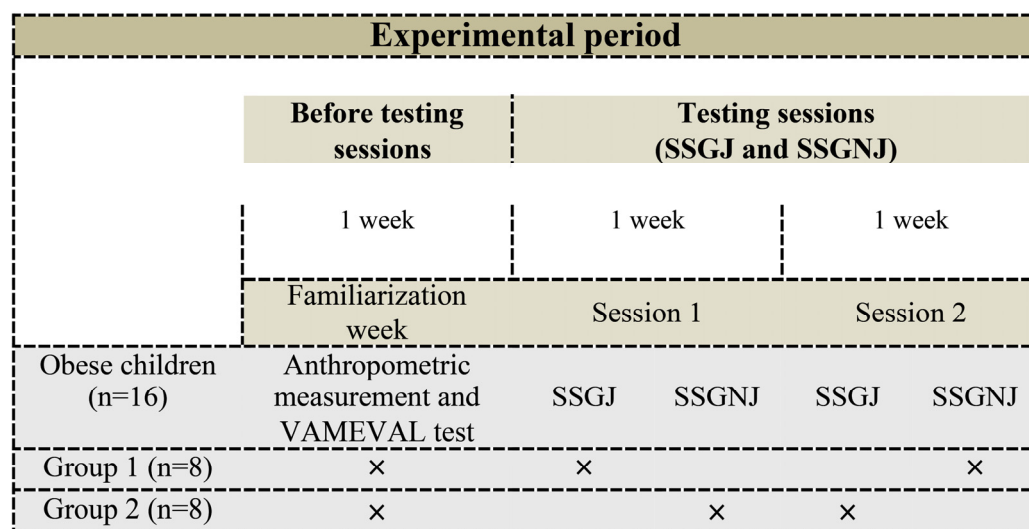 Experimental period
Before testing sessions
Testing sessions (SSGJ and SSGNJ)
1 week 1 week 1 week
Familiarization week
Session 1 Session 2
Obese children (n=16)
Anthropometric measurement and VAMEVAL test
SSGJ SSGNJ SSGJ SSGNJ
Group 1 (n=8) × × ×
Group 2 (n=8) × × ×